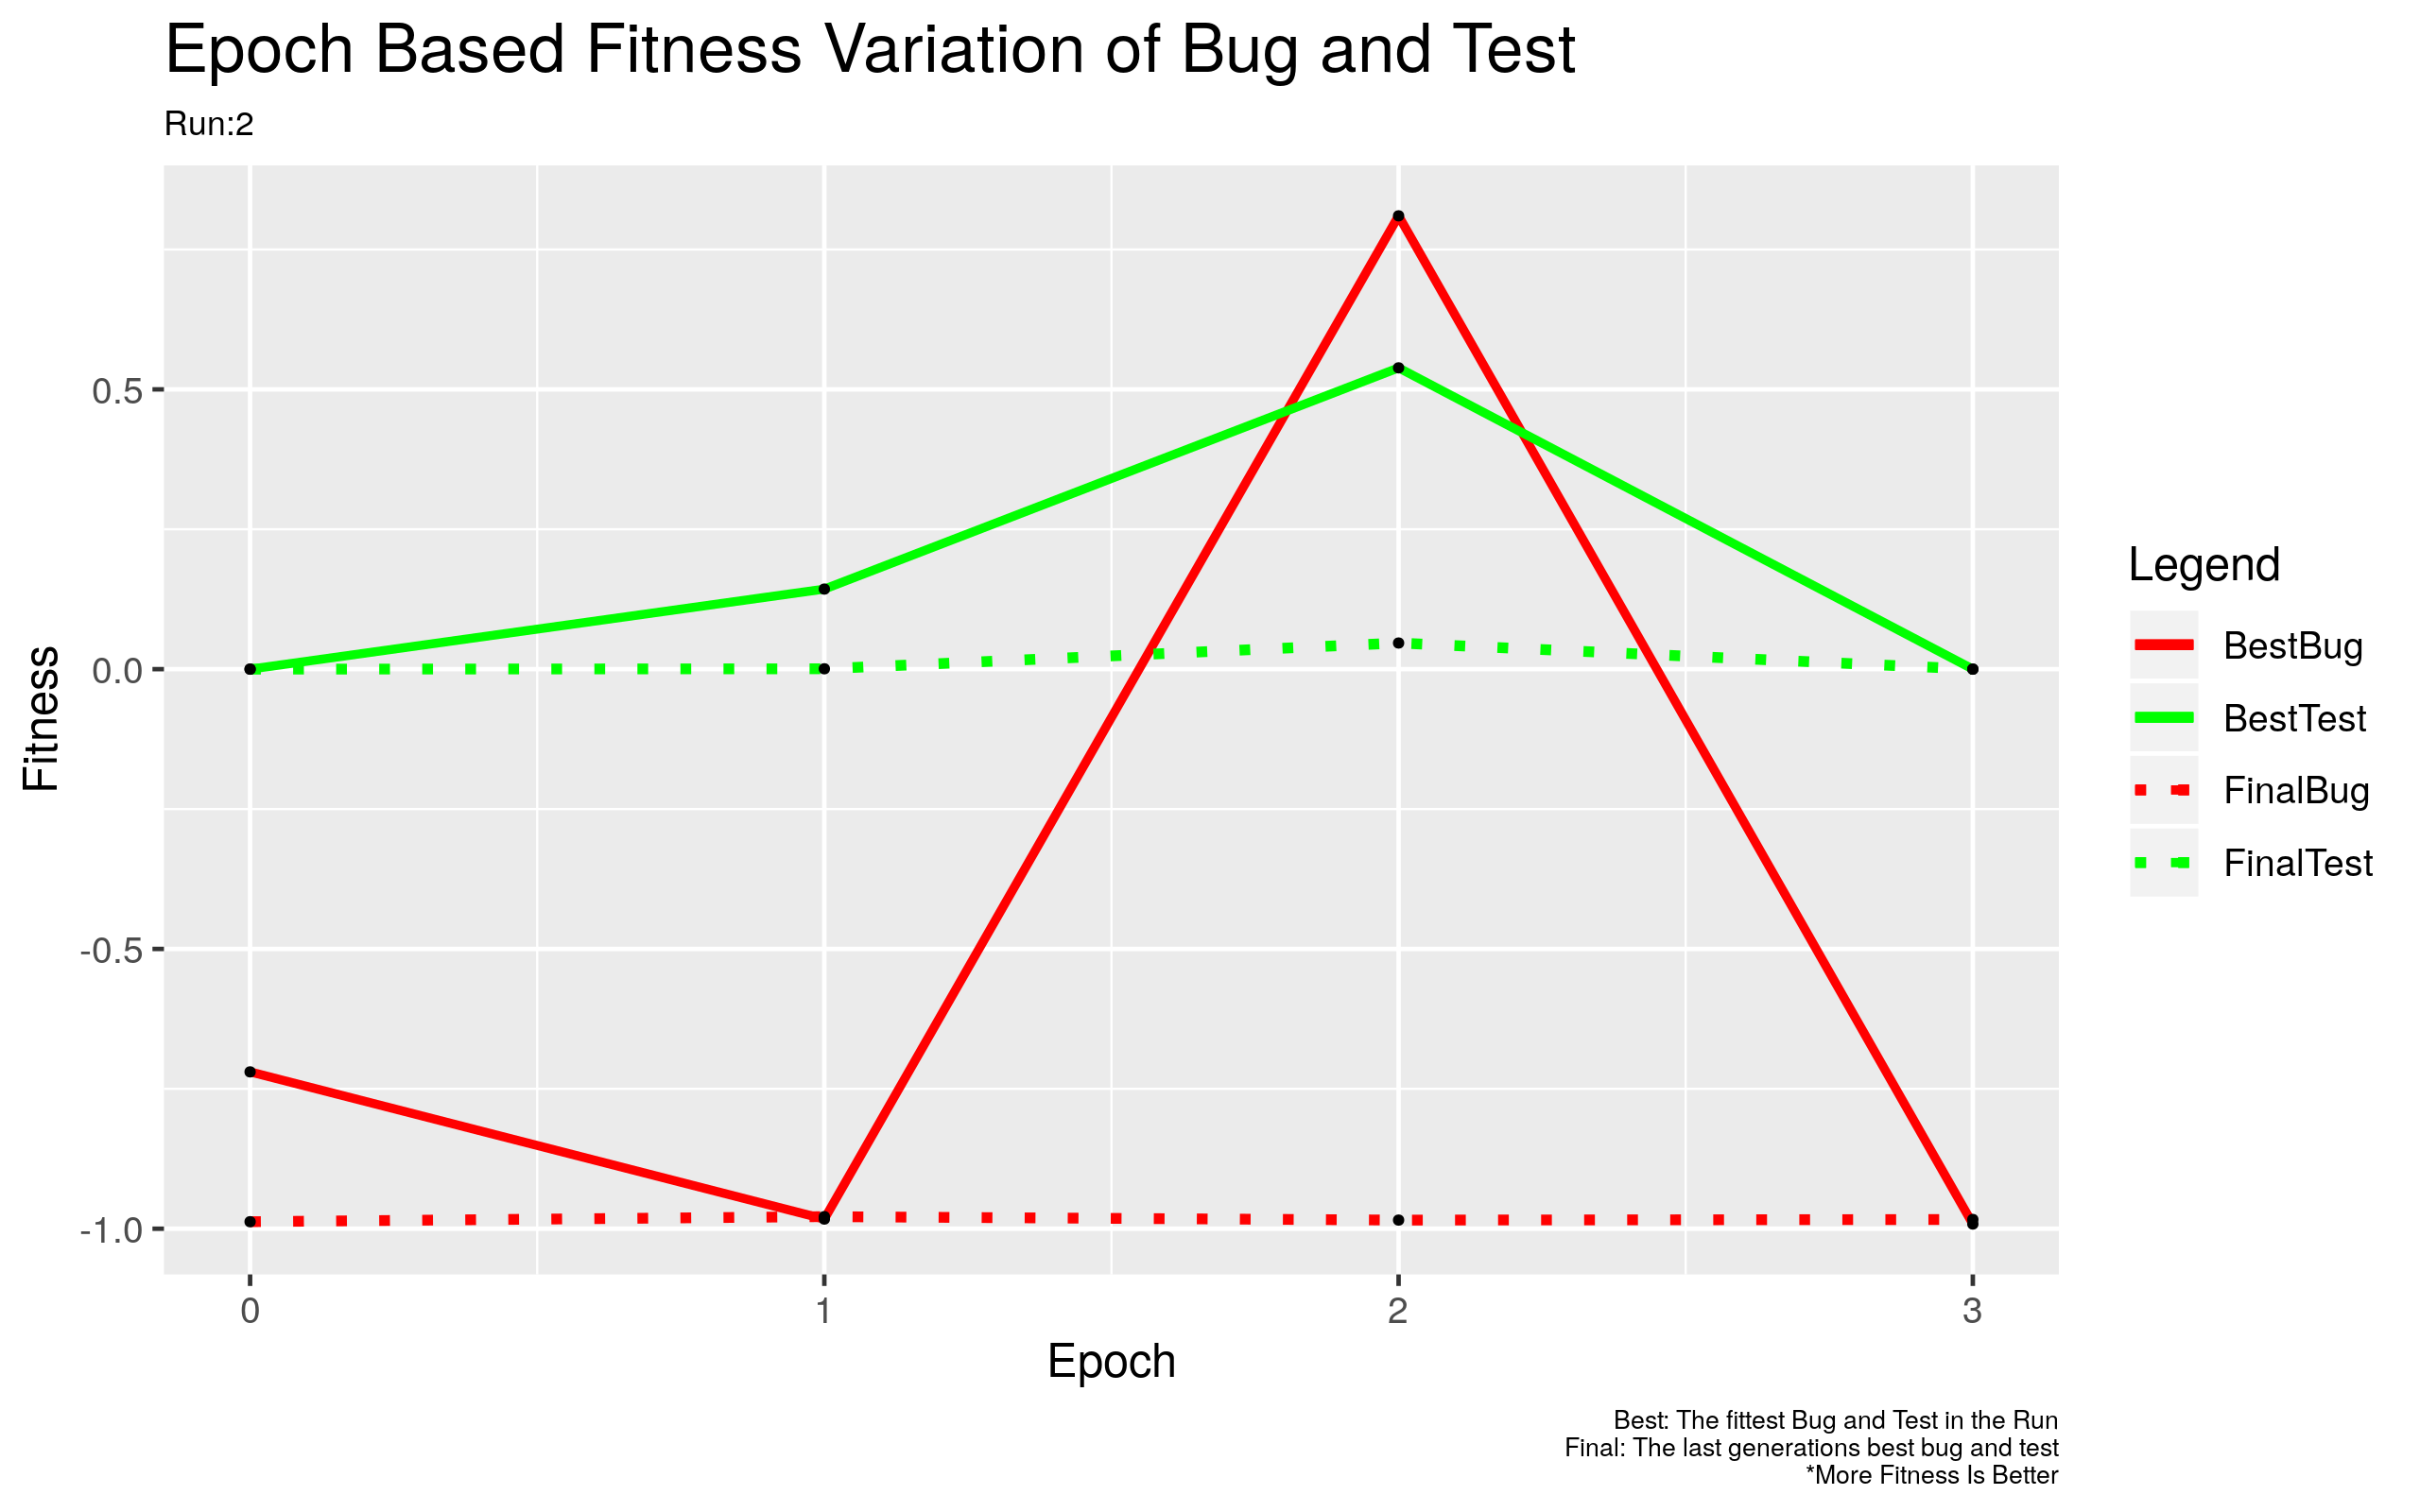 Epoch Based Fitness Variation of Bug and Test
Run:2
Fitness
0.5
0.0
-0.5
-1.0
0
1
2
3
Epoch
Legend
BestBug
BestTest
FinalBug
FinalTest
Best: The fittest Bug and Test in the Run
Final: The last generations best bug and test
*More Fitness Is Better